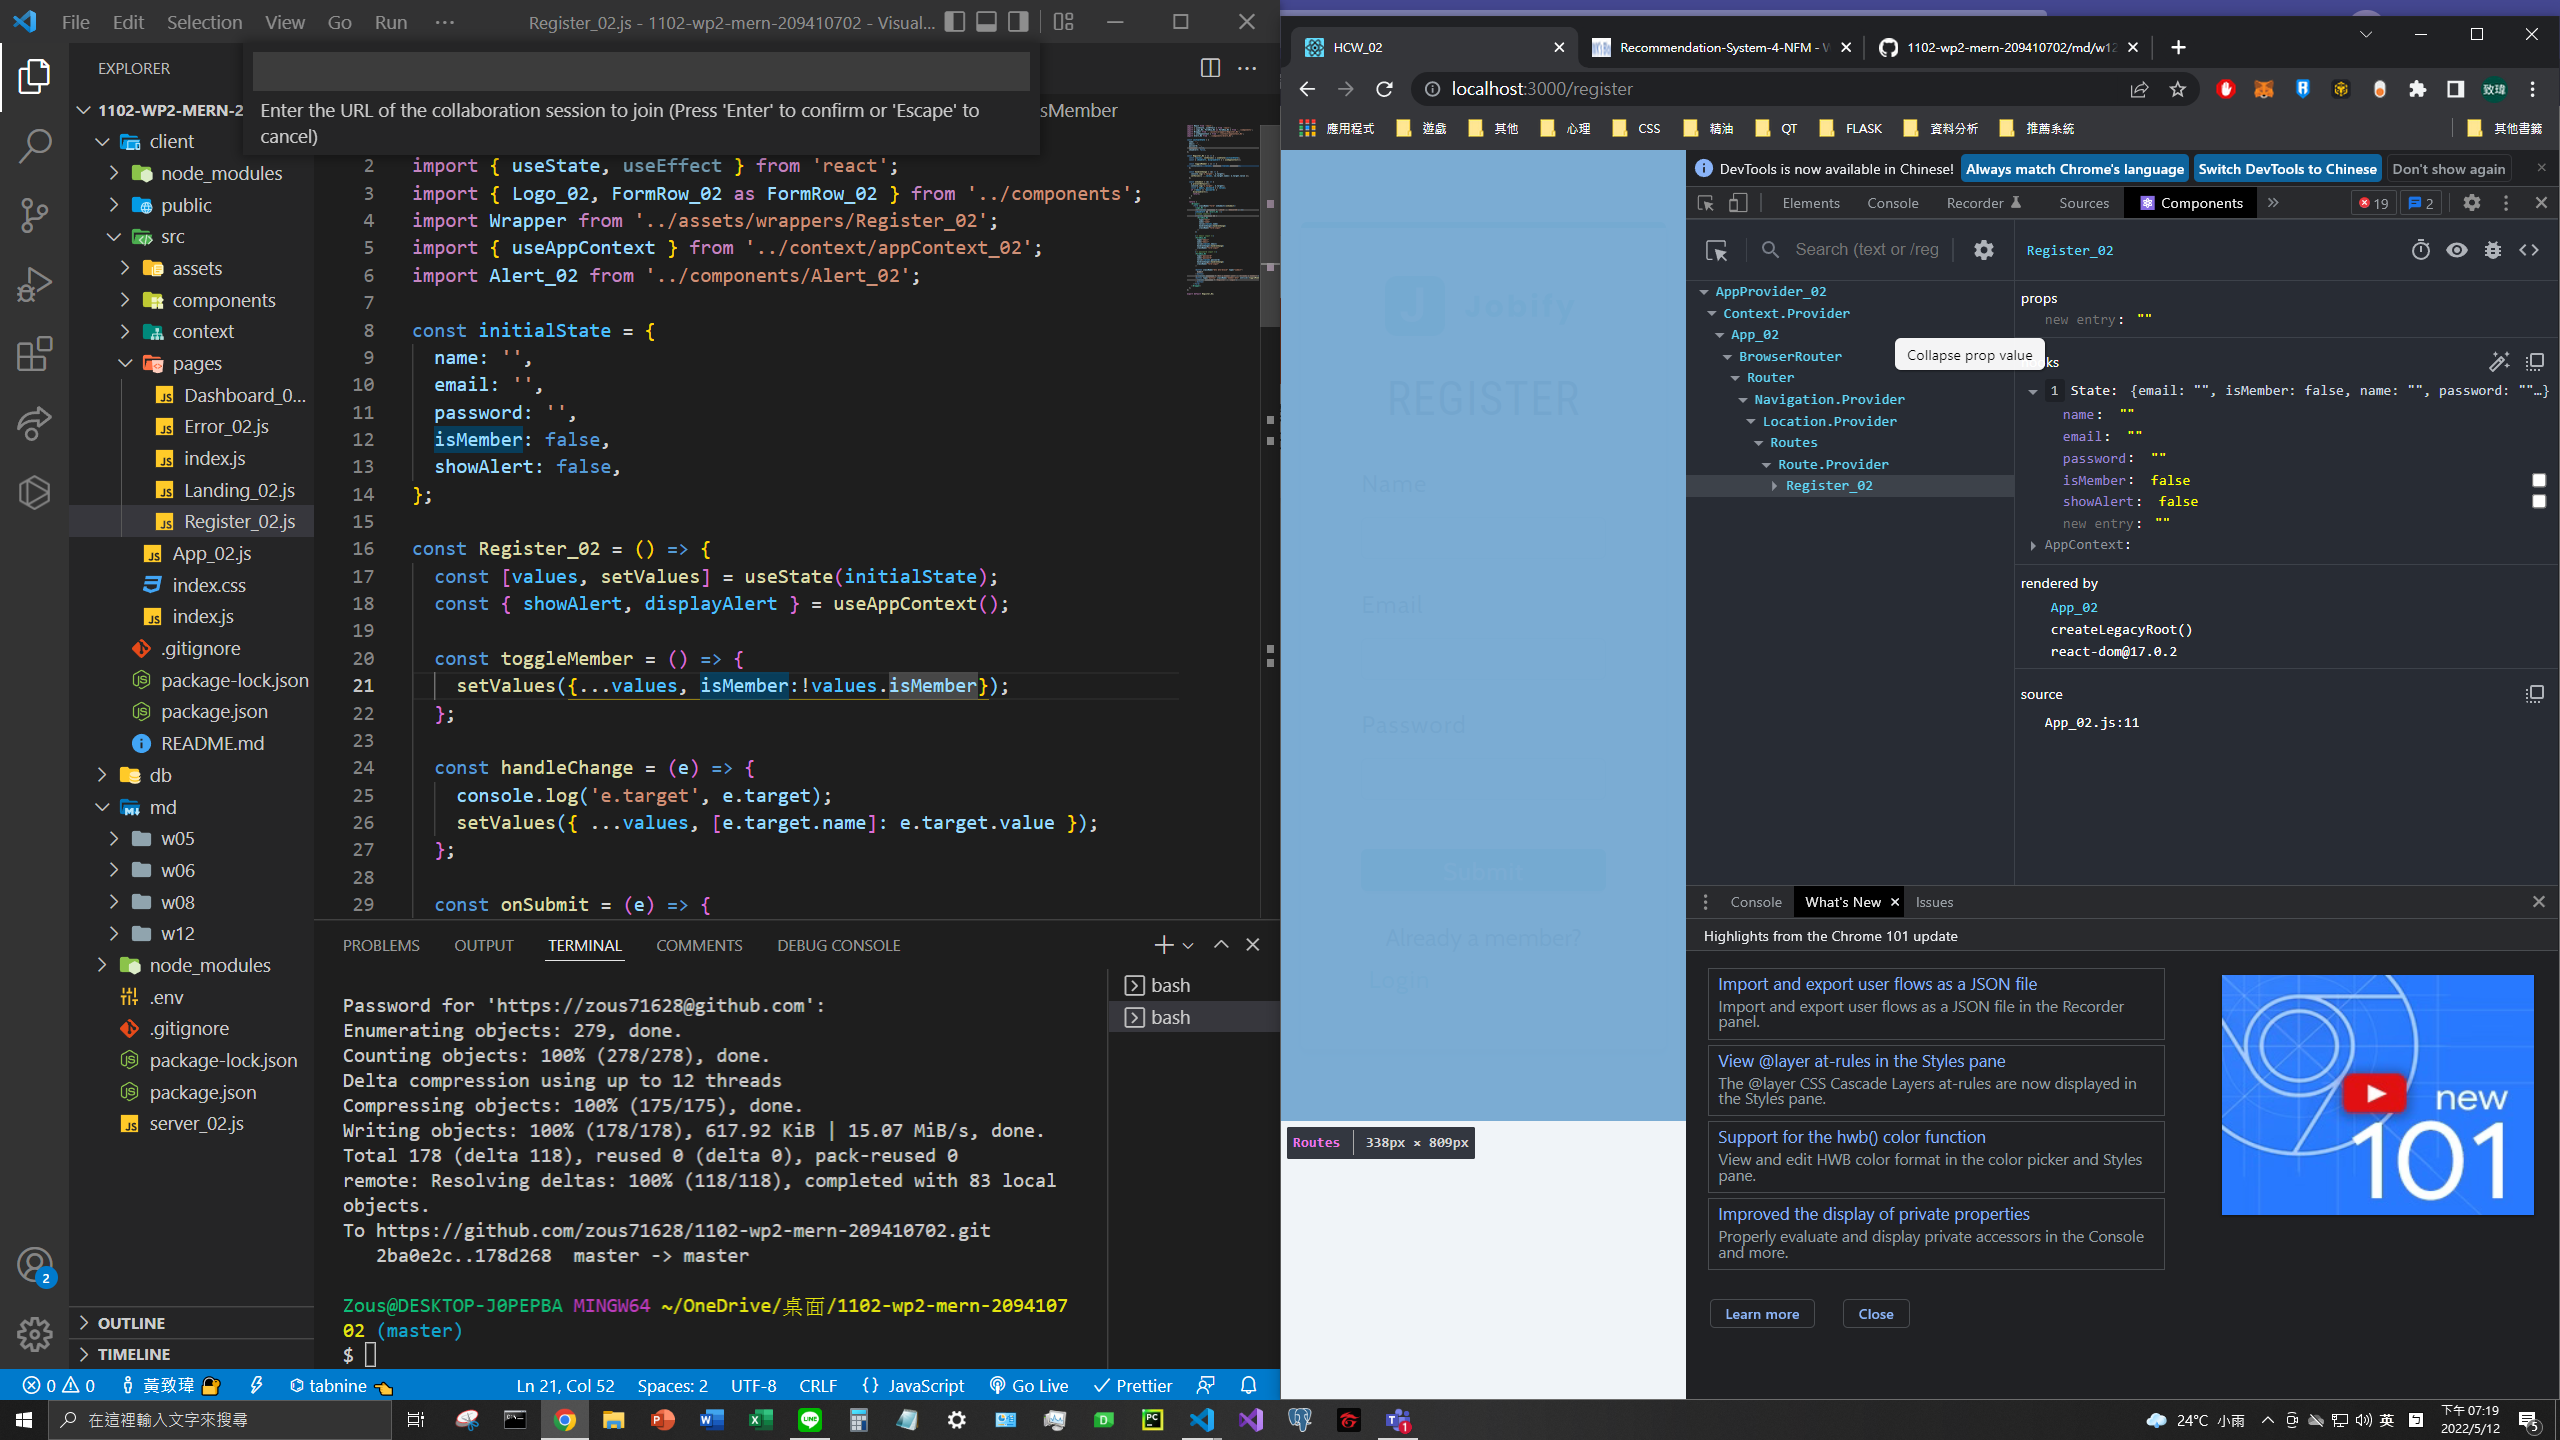 File Edit Selection View Go Run ··· Register_02.js - 1102-wp2-mern-209410702 - Visual...
EXPLORER
Enter the URL of the collaboration session to join (Press 'Enter' to confirm or 'Escape' to
cancel)
sMember
1102-WP2-MERN-2
client
node_modules
public
src
assets
components
context
pages
Dashboard_0...
Error_02.js
index.js
Landing_02.js
Register_02.js
App_02.js
index.css
index.js
.gitignore
package-lock.json
package.json
README.md
db
md
w05
w06
w08
w12
node_modules
.env
.gitignore
package-lock.json
package.json
server_02.js
OUTLINE
TIMELINE
2 import { useState, useEffect } from 'react';
3 import { Logo_02, FormRow_02 as FormRow_02 } from '../components';
4 import Wrapper from '../assets/wrappers/Register_02';
5 import { useAppContext } from '../context/appContext_02';
6 import Alert_02 from '../components/Alert_02';
7
8 const initialState = {
9 name: '',
10 email: '',
11 password: '',
12 isMember: false,
13 showAlert: false,
14 };
15
16 const Register_02 = () => {
17 const [values, setValues] = useState(initialState);
18 const { showAlert, displayAlert } = useAppContext();
19
20 const toggleMember = () => {
21 setValues({...values, isMember:!values.isMember});
22 };
23
24 const handleChange = (e) => {
25 console.log('e.target', e.target);
26 setValues({ ...values, [e.target.name]: e.target.value });
27 };
28
29 const onSubmit = (e) => {
PROBLEMS OUTPUT TERMINAL COMMENTS DEBUG CONSOLE
bash
bash
Password for 'https://zous71628@github.com':
Enumerating objects: 279, done.
Counting objects: 100% (278/278), done.
Delta compression using up to 12 threads
Compressing objects: 100% (175/175), done.
Writing objects: 100% (178/178), 617.92 KiB | 15.07 MiB/s, done.
Total 178 (delta 118), reused 0 (delta 0), pack-reused 0
remote: Resolving deltas: 100% (118/118), completed with 83 local
objects.
To https://github.com/zous71628/1102-wp2-mern-209410702.git
2ba0e2c..178d268 master -> master
Zous@DESKTOP-J0PEPBA MINGW64 ~/OneDrive/桌面/1102-wp2-mern-2094107
02 (master)
$
2
0 0 黃致瑋 tabnine Ln 21, Col 52 Spaces: 2 UTF-8 CRLF {} JavaScript Go Live Prettier
HCW_02 Recommendation-System-4-NFM - W 1102-wp2-mern-209410702/md/w12
localhost:3000/register 致瑋
應用程式 遊戲 其他 心理 CSS 精油 QT FLASK 資料分析 推薦系統 其他書籤
J Jobify
REGISTER
Name
Email
Password
Submit
Already a member?
Login
Routes 338px × 809px
DevTools is now available in Chinese! Always match Chrome's language Switch DevTools to Chinese Don't show again
Elements Console Recorder Sources Components 19 2
Search (text or /reg
Register_02
AppProvider_02
Context.Provider
App_02
BrowserRouter
Router
Navigation.Provider
Location.Provider
Routes
Route.Provider
Register_02
Collapse prop value
props
new entry: ""
ks
1 State: {email: "", isMember: false, name: "", password: ""…}
name: ""
email: ""
password: ""
isMember: false
showAlert: false
new entry: ""
AppContext:
rendered by
App_02
createLegacyRoot()
react-dom@17.0.2
source
App_02.js:11
Console What's New Issues
Highlights from the Chrome 101 update
Import and export user flows as a JSON file
Import and export user flows as a JSON file in the Recorder
panel.
View @layer at-rules in the Styles pane
The @layer CSS Cascade Layers at-rules are now displayed in
the Styles pane.
Support for the hwb() color function
View and edit HWB color format in the color picker and Styles
pane.
Improved the display of private properties
Properly evaluate and display private accessors in the Console
and more.
Learn more Close
new
101
在這裡輸入文字來搜尋
24°C 小雨 英 下午 07:19
2022/5/12 5